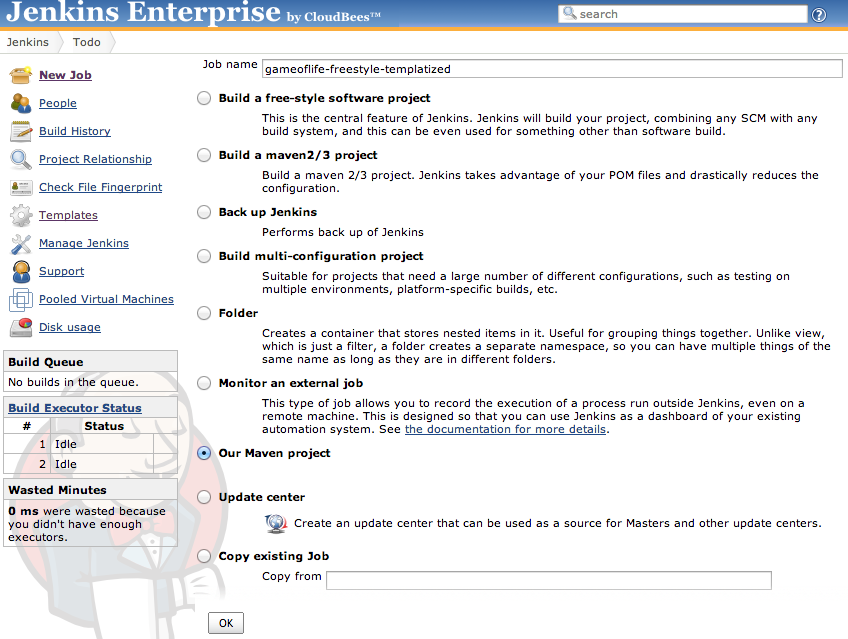 Jenkins Enterprise by CloudBees™
search
Jenkins
Todo
New Job
People
Build History
Project Relationship
Check File Fingerprint
Templates
Manage Jenkins
Support
Pooled Virtual Machines
Disk usage
Build Queue
No builds in the queue.
Build Executor Status
# Status
1 Idle
2 Idle
Wasted Minutes
0 ms were wasted because
you didn't have enough
executors.
Job name gameoflife-freestyle-templatized
Build a free-style software project
This is the central feature of Jenkins. Jenkins will build your project, combining any SCM with any
build system, and this can be even used for something other than software build.
Build a maven2/3 project
Build a maven 2/3 project. Jenkins takes advantage of your POM files and drastically reduces the
configuration.
Back up Jenkins
Performs back up of Jenkins
Build multi-configuration project
Suitable for projects that need a large number of different configurations, such as testing on
multiple environments, platform-specific builds, etc.
Folder
Creates a container that stores nested items in it. Useful for grouping things together. Unlike view,
which is just a filter, a folder creates a separate namespace, so you can have multiple things of the
same name as long as they are in different folders.
Monitor an external job
This type of job allows you to record the execution of a process run outside Jenkins, even on a
remote machine. This is designed so that you can use Jenkins as a dashboard of your existing
automation system. See the documentation for more details.
Our Maven project
Update center
Create an update center that can be used as a source for Masters and other update centers.
Copy existing Job
Copy from
OK